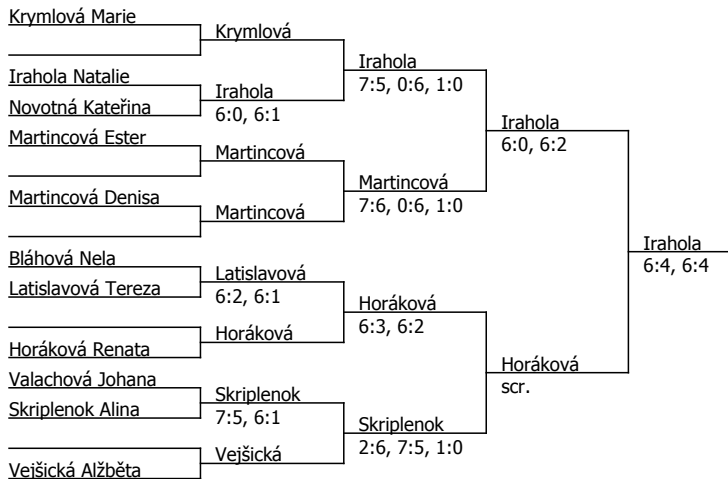 Krymlová Marie
Krymlová
Irahola
7:5, 0:6, 1:0
Irahola Natalie
Irahola
6:0, 6:1
Novotná Kateřina
Irahola
6:0, 6:2
Martincová Ester
Martincová
Martincová
7:6, 0:6, 1:0
Martincová Denisa
Martincová
Irahola
6:4, 6:4
Bláhová Nela
Latislavová
6:2, 6:1
Latislavová Tereza
Horáková
6:3, 6:2
Horáková
Horáková Renata
Horáková
scr.
Valachová Johana
Skriplenok
7:5, 6:1
Skriplenok Alina
Skriplenok
2:6, 7:5, 1:0
Vejšická
Vejšická Alžběta